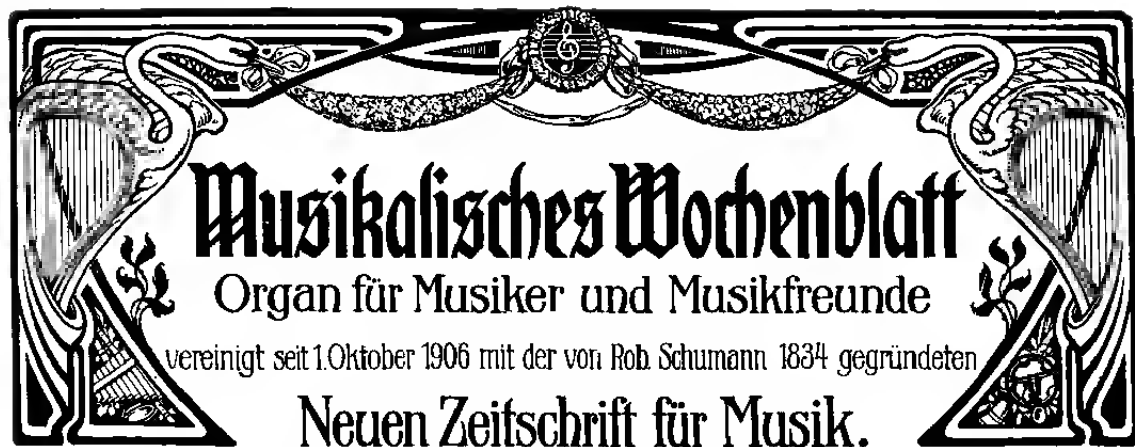 Musikalisches Wochenblatt
Organ für Musiker und Musikfreunde
vereinigt seit 1. Oktober 1906 mit der von Rob. Schumann 1834 gegründeten
Neuen Zeitschrift für Musik.